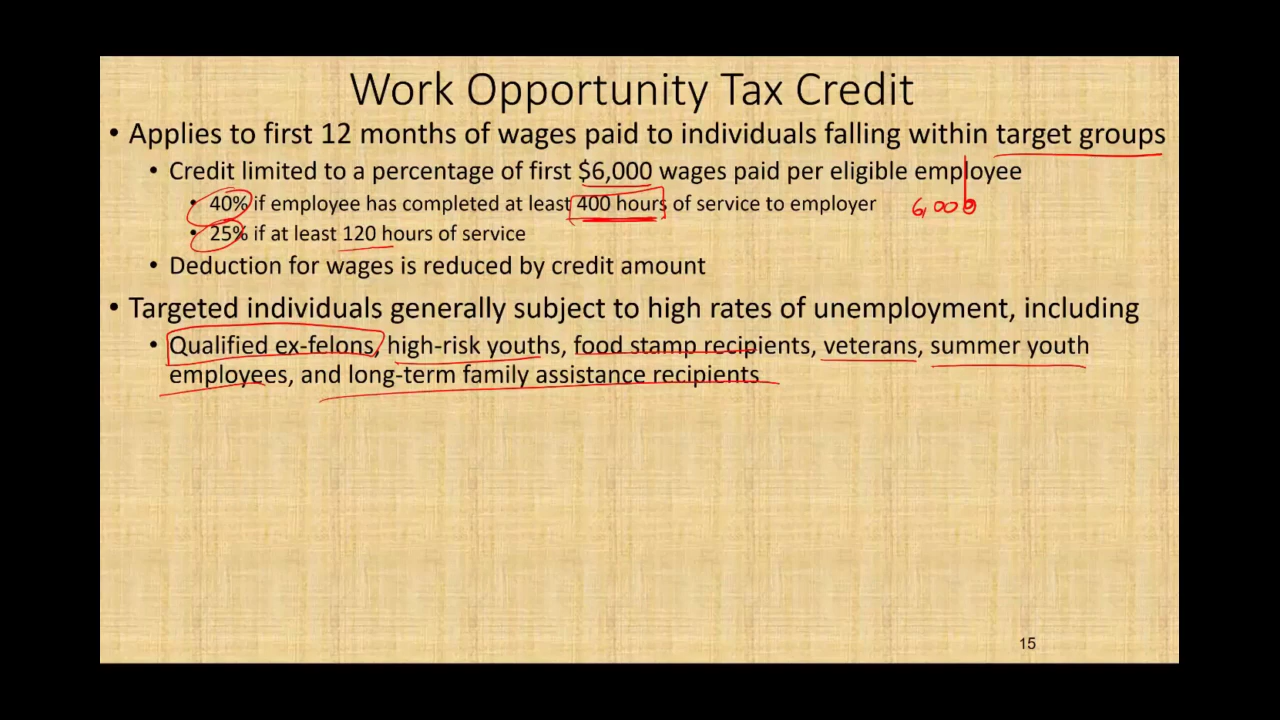 Work Opportunity Tax Credit
• Applies to first 12 months of wages paid to individuals falling within target groups
• Credit limited to a percentage of first $6,000 wages paid per eligible employee
• 40% if employee has completed at least 400 hours of service to employer
6,000
• 25% if at least 120 hours of service
• Deduction for wages is reduced by credit amount
• Targeted individuals generally subject to high rates of unemployment, including
• Qualified ex-felons, high-risk youths, food stamp recipients, veterans, summer youth
employees, and long-term family assistance recipients
15